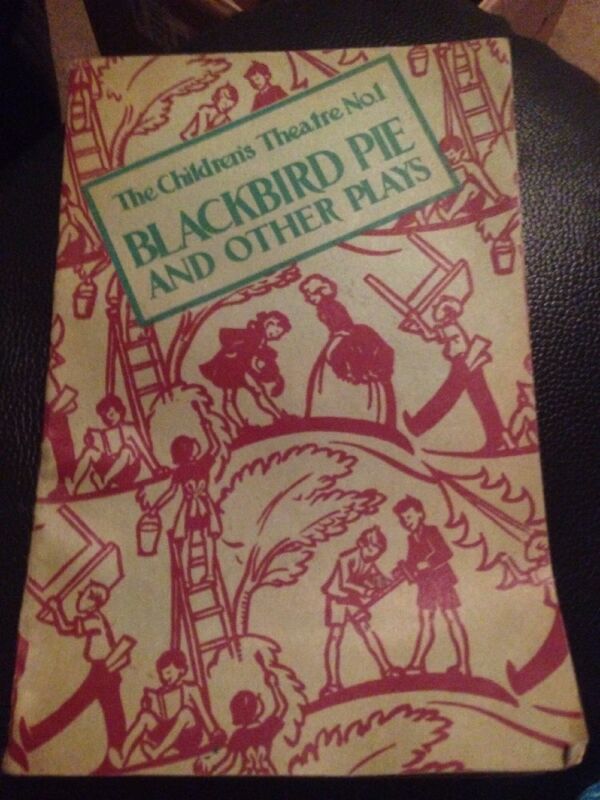 The Children's Theatre No.1
BLACKBIRD PIE
AND OTHER PLAYS